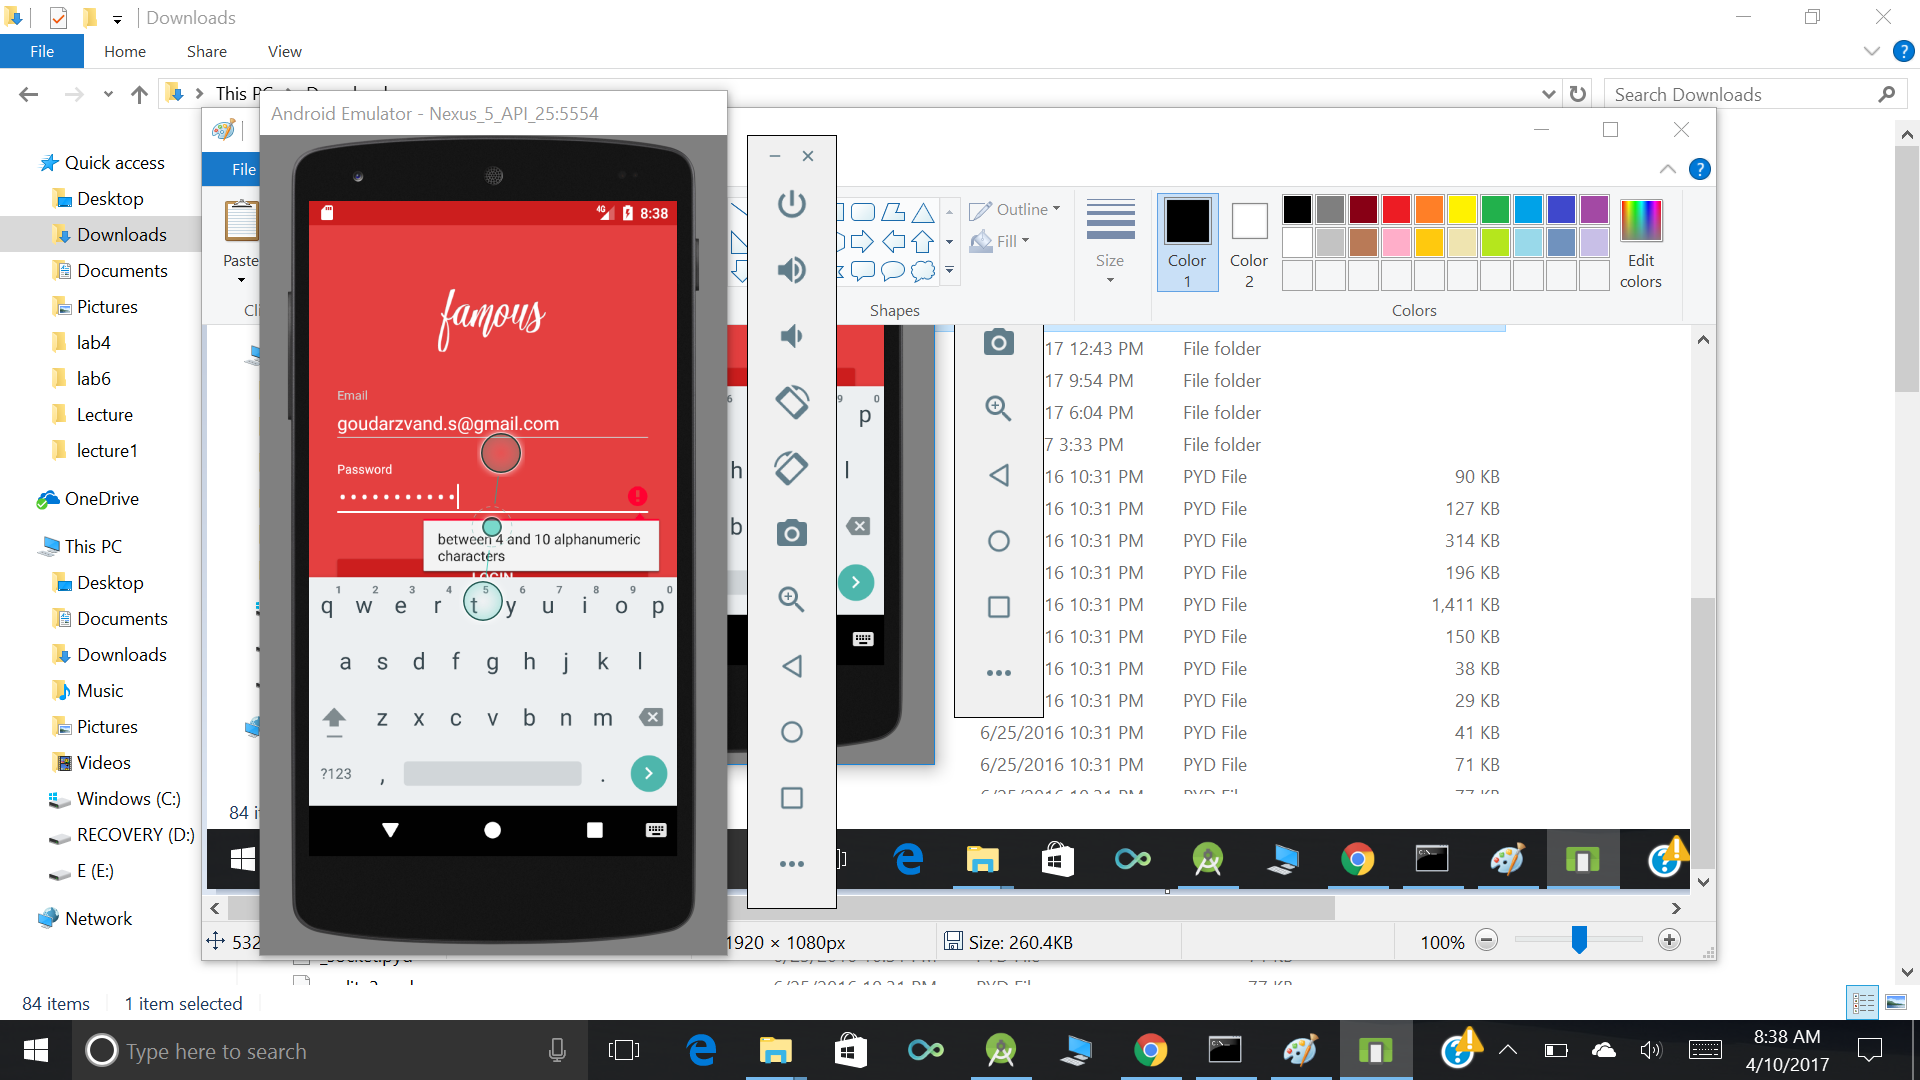 Downloads
File
Home
Share
View
This PC
Search Downloads
Quick access
Desktop
Downloads
Documents
Pictures
lab4
lab6
Lecture
lecture1
OneDrive
This PC
Desktop
Documents
Downloads
Music
Pictures
Videos
Windows (C:)
RECOVERY (D:)
E (E:)
Network
84 items
1 item selected
Android Emulator - Nexus_5_API_25:5554
4G
8:38
famous
Email
goudarzvand.s@gmail.com
Password
between 4 and 10 alphanumeric
characters
LOGIN
1 2 3 4 5 6 7 8 9 0
q w e r t y u i o p
a s d f g h j k l
z x c v b n m
?123 , .
File
Paste
Outline
Fill
Shapes
Size
Color
1
Color
2
Edit
colors
Colors
9 0
p
h l
b
17 12:43 PM File folder
17 9:54 PM File folder
17 6:04 PM File folder
7 3:33 PM File folder
16 10:31 PM PYD File 90 KB
16 10:31 PM PYD File 127 KB
16 10:31 PM PYD File 314 KB
16 10:31 PM PYD File 196 KB
16 10:31 PM PYD File 1,411 KB
16 10:31 PM PYD File 150 KB
16 10:31 PM PYD File 38 KB
16 10:31 PM PYD File 29 KB
6/25/2016 10:31 PM PYD File 41 KB
6/25/2016 10:31 PM PYD File 71 KB
84
532
1920 × 1080px
Size: 260.4KB
100%
Type here to search
8:38 AM
4/10/2017